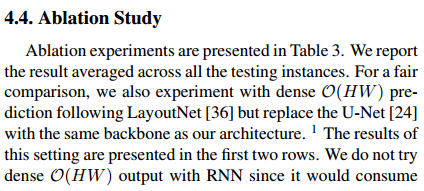 4.4. Ablation Study
Ablation experiments are presented in Table 3. We report
the result averaged across all the testing instances. For a fair
comparison, we also experiment with dense O(HW) pre-
diction following LayoutNet [36] but replace the U-Net [24]
with the same backbone as our architecture. ¹ The results of
this setting are presented in the first two rows. We do not try
dense O(HW) output with RNN since it would consume